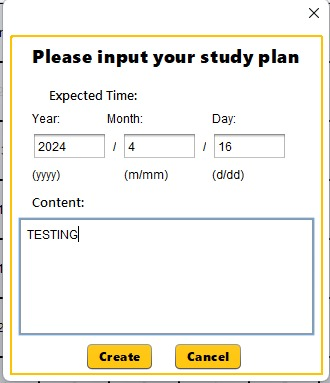 Please input your study plan
Expected Time:
Year: Month: Day:
2024 / 4 / 16
(yyyy) (m/mm) (d/dd)
Content:
TESTING
Create Cancel